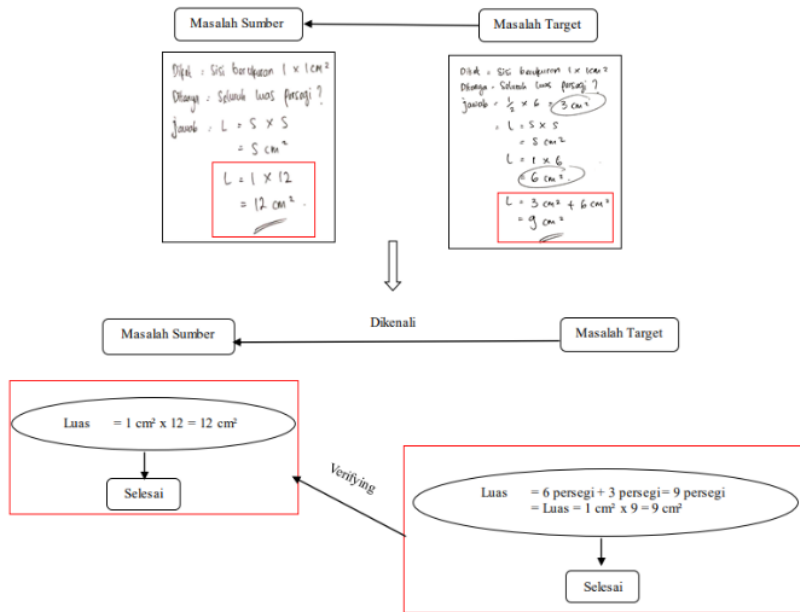 Masalah Sumber
Masalah Target
Diket = Sisi berukuran 1 x 1 cm²
Ditanya = Seluruh luas persegi ?
jawab = L = S x S
= S cm²
L = 1 x 12
= 12 cm².
Diket = Sisi berukuran 1 x 1 cm²
Ditanya = Seluruh luas persegi ?
jawab = ½ x 6 = 3 cm²
= L = S x S
= S cm²
L = 1 x 6
= 6 cm².
L = 3 cm² + 6 cm²
= 9 cm²
Masalah Sumber
Dikenali
Masalah Target
Luas = 1 cm² x 12 = 12 cm²
Selesai
Verifying
Luas = 6 persegi + 3 persegi = 9 persegi
= Luas = 1 cm² x 9 = 9 cm²
Selesai